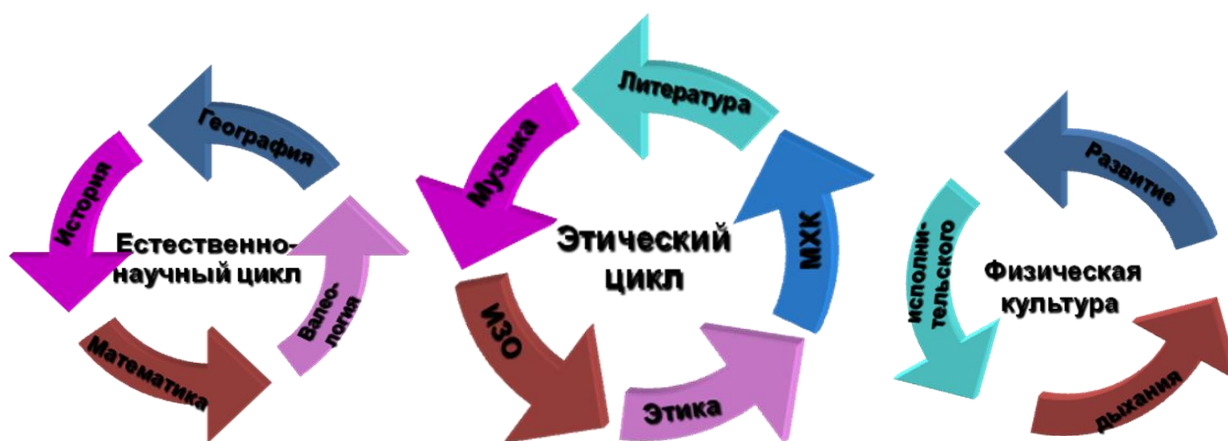 География
История
Естественно-
научный цикл
Валео-
логия
Математика
Литература
Музыка
Этический
цикл
МХК
ИЗО
Этика
Развитие
исполни-
тельского
Физическая
культура
дыхания